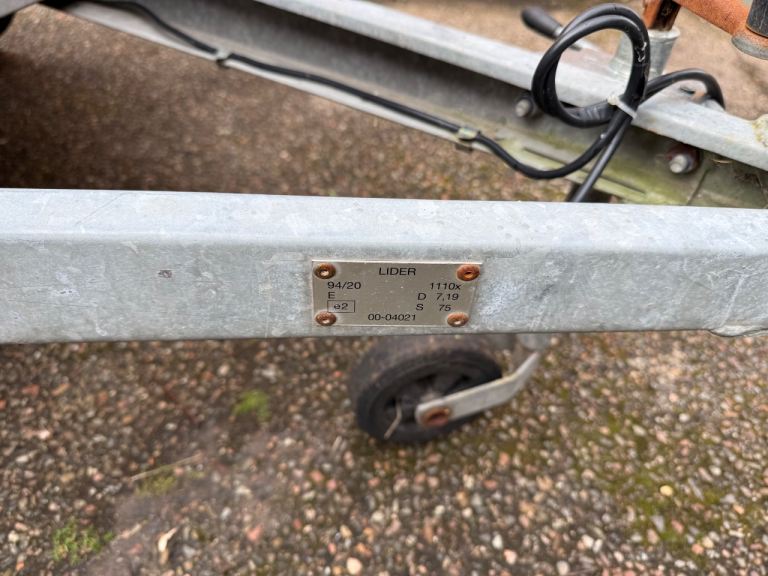 LIDER
94/20 1110x
E D 7,19
e2 S 75
00-04021